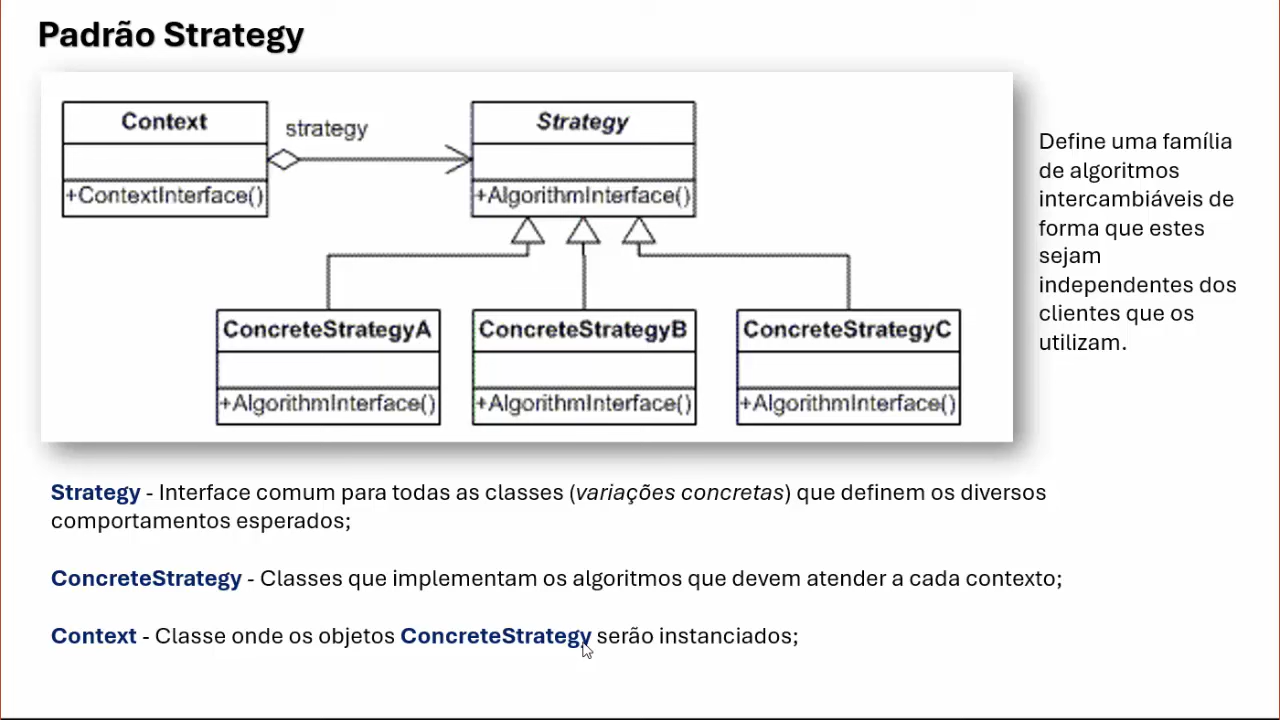 Padrão Strategy
Context
strategy
Strategy
+ContextInterface()
+AlgorithmInterface()
ConcreteStrategyA
ConcreteStrategyB
ConcreteStrategyC
+AlgorithmInterface()
+AlgorithmInterface()
+AlgorithmInterface()
Define uma família
de algoritmos
intercambiáveis de
forma que estes
sejam
independentes dos
clientes que os
utilizam.
Strategy - Interface comum para todas as classes (variações concretas) que definem os diversos
comportamentos esperados;
ConcreteStrategy - Classes que implementam os algoritmos que devem atender a cada contexto;
Context - Classe onde os objetos ConcreteStrategy serão instanciados;